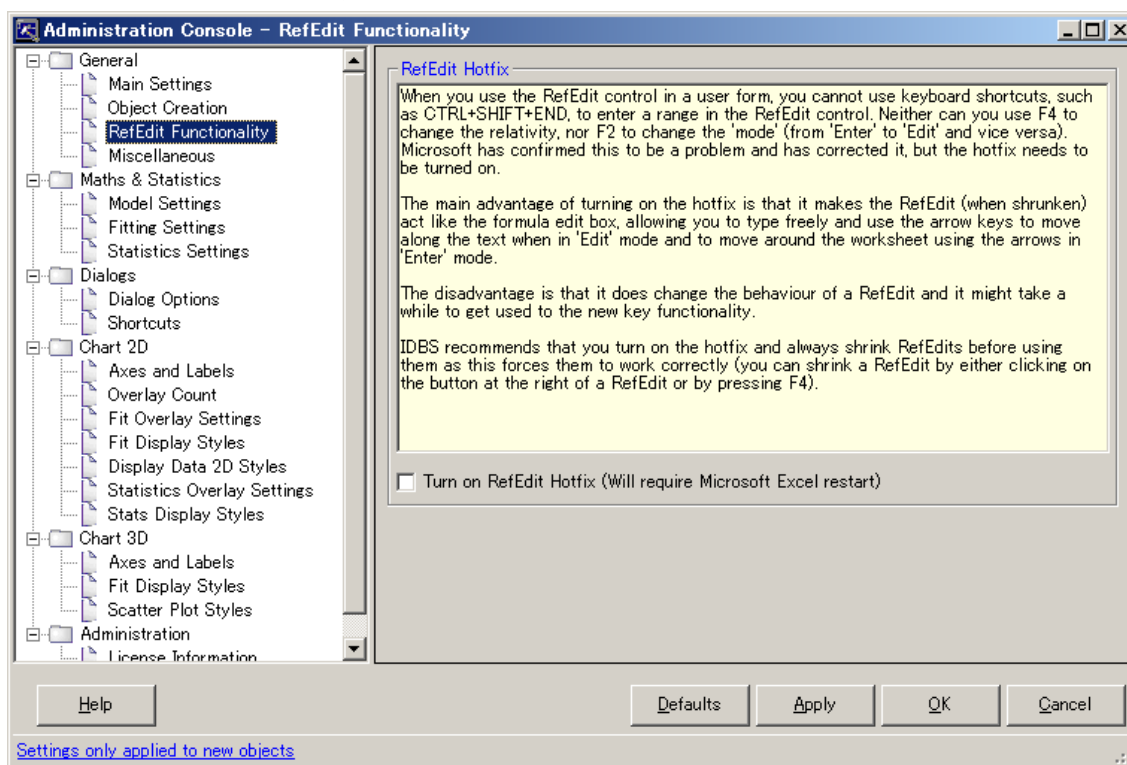 Administration Console - RefEdit Functionality
General
Main Settings
Object Creation
RefEdit Functionality
Miscellaneous
Maths & Statistics
Model Settings
Fitting Settings
Statistics Settings
Dialogs
Dialog Options
Shortcuts
Chart 2D
Axes and Labels
Overlay Count
Fit Overlay Settings
Fit Display Styles
Display Data 2D Styles
Statistics Overlay Settings
Stats Display Styles
Chart 3D
Axes and Labels
Fit Display Styles
Scatter Plot Styles
Administration
License Information
RefEdit Hotfix
When you use the RefEdit control in a user form, you cannot use keyboard shortcuts, such
as CTRL+SHIFT+END, to enter a range in the RefEdit control. Neither can you use F4 to
change the relativity, nor F2 to change the 'mode' (from 'Enter' to 'Edit' and vice versa).
Microsoft has confirmed this to be a problem and has corrected it, but the hotfix needs to
be turned on.
The main advantage of turning on the hotfix is that it makes the RefEdit (when shrunken)
act like the formula edit box, allowing you to type freely and use the arrow keys to move
along the text when in 'Edit' mode and to move around the worksheet using the arrows in
'Enter' mode.
The disadvantage is that it does change the behaviour of a RefEdit and it might take a
while to get used to the new key functionality.
IDBS recommends that you turn on the hotfix and always shrink RefEdits before using
them as this forces them to work correctly (you can shrink a RefEdit by either clicking on
the button at the right of a RefEdit or by pressing F4).
Turn on RefEdit Hotfix (Will require Microsoft Excel restart)
Help
Defaults
Apply
OK
Cancel
Settings only applied to new objects